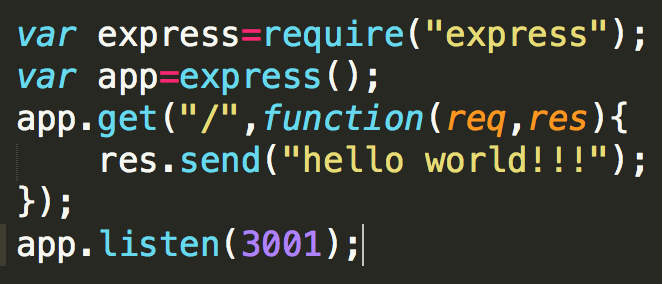 var express=require("express");
var app=express();
app.get("/",function(req,res){
    res.send("hello world!!!");
});
app.listen(3001);